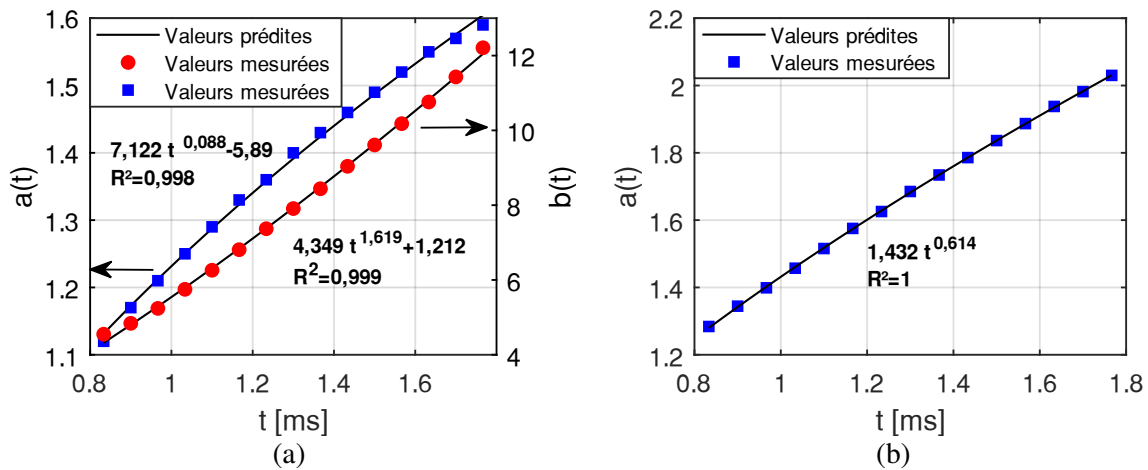 (a)
1.6
1.5
1.4
1.3
1.2
1.1
a(t)
12
10
8
6
4
b(t)
Valeurs prédites
Valeurs mesurées
Valeurs mesurées
7,122 t^0,088-5,89
R²=0,998
4,349 t^1,619+1,212
R²=0,999
0.8 1 1.2 1.4 1.6
t [ms]
(a)
(b)
2.2
2
1.8
1.6
1.4
1.2
a(t)
Valeurs prédites
Valeurs mesurées
1,432 t^0,614
R²=1
0.8 1 1.2 1.4 1.6 1.8
t [ms]
(b)